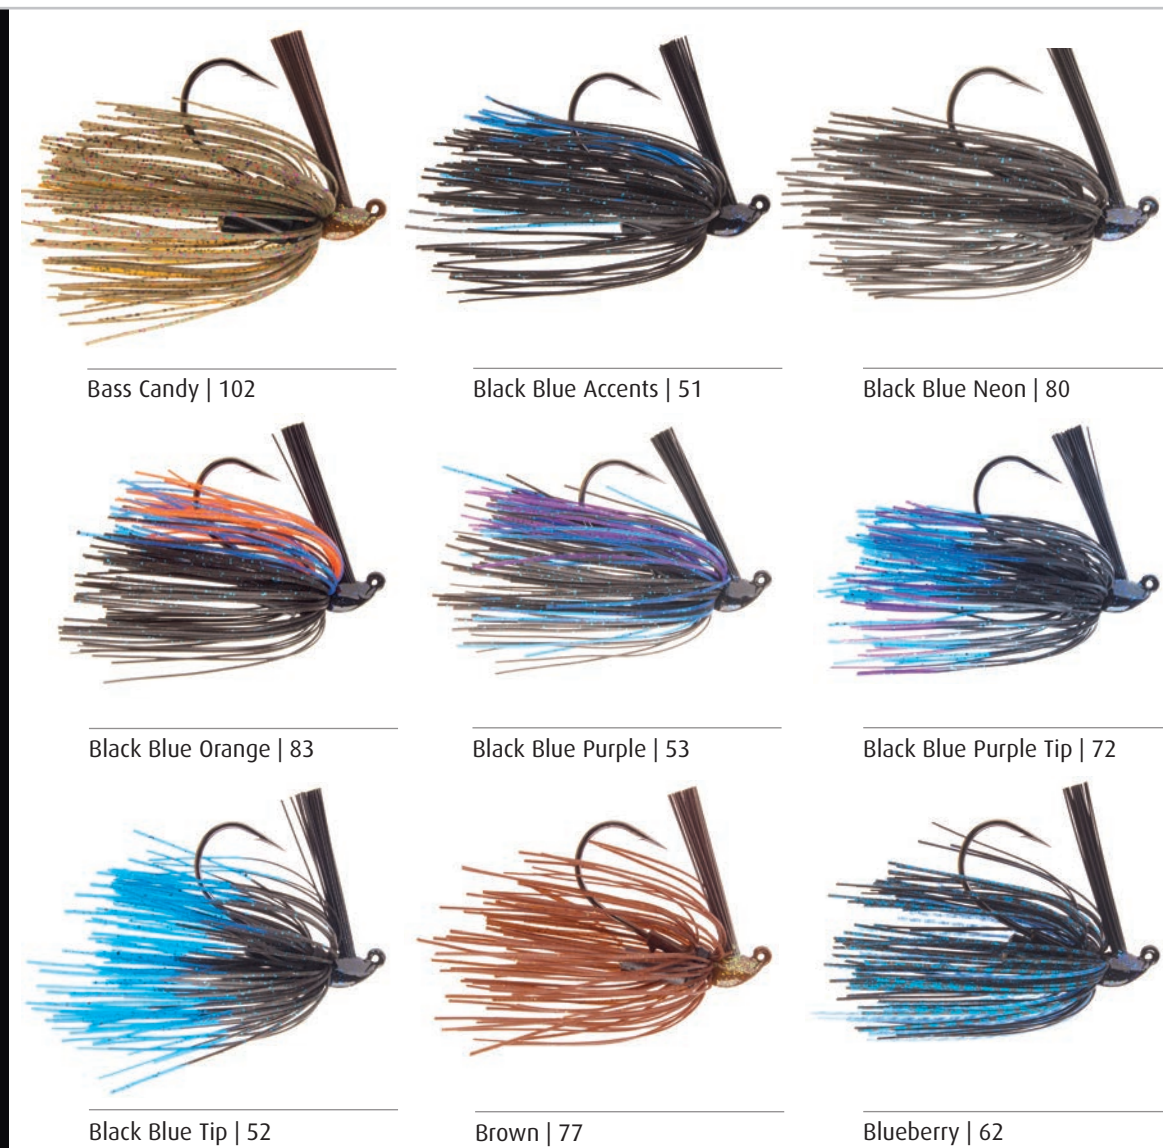 Bass Candy | 102
Black Blue Accents | 51
Black Blue Neon | 80
Black Blue Orange | 83
Black Blue Purple | 53
Black Blue Purple Tip | 72
Black Blue Tip | 52
Brown | 77
Blueberry | 62